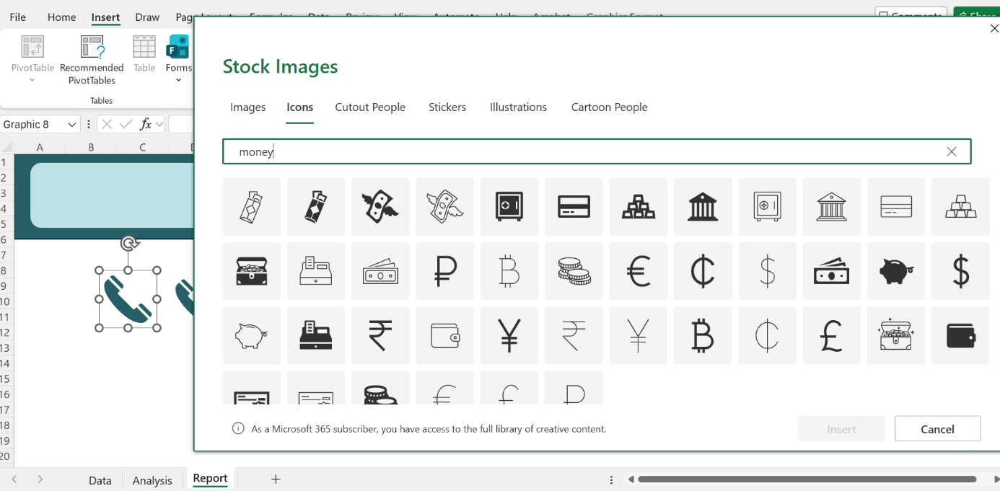 File Home Insert Draw Page Layout Formulas Data Review View Automate Help Acrobat Graphics Format
Comments Share
PivotTable Recommended PivotTables Table Forms
Tables
Graphic 8 fx
A B C D
1
2
3
4
5
6
7
8
9
10
11
12
13
14
15
16
17
18
19
20
Stock Images
Images Icons Cutout People Stickers Illustrations Cartoon People
money
As a Microsoft 365 subscriber, you have access to the full library of creative content.
Insert Cancel
Data Analysis Report